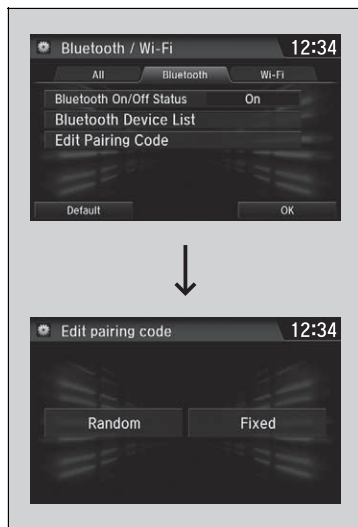 Bluetooth / Wi-Fi 12:34
All Bluetooth Wi-Fi
Bluetooth On/Off Status On
Bluetooth Device List
Edit Pairing Code
Default OK
Edit pairing code 12:34
Random Fixed